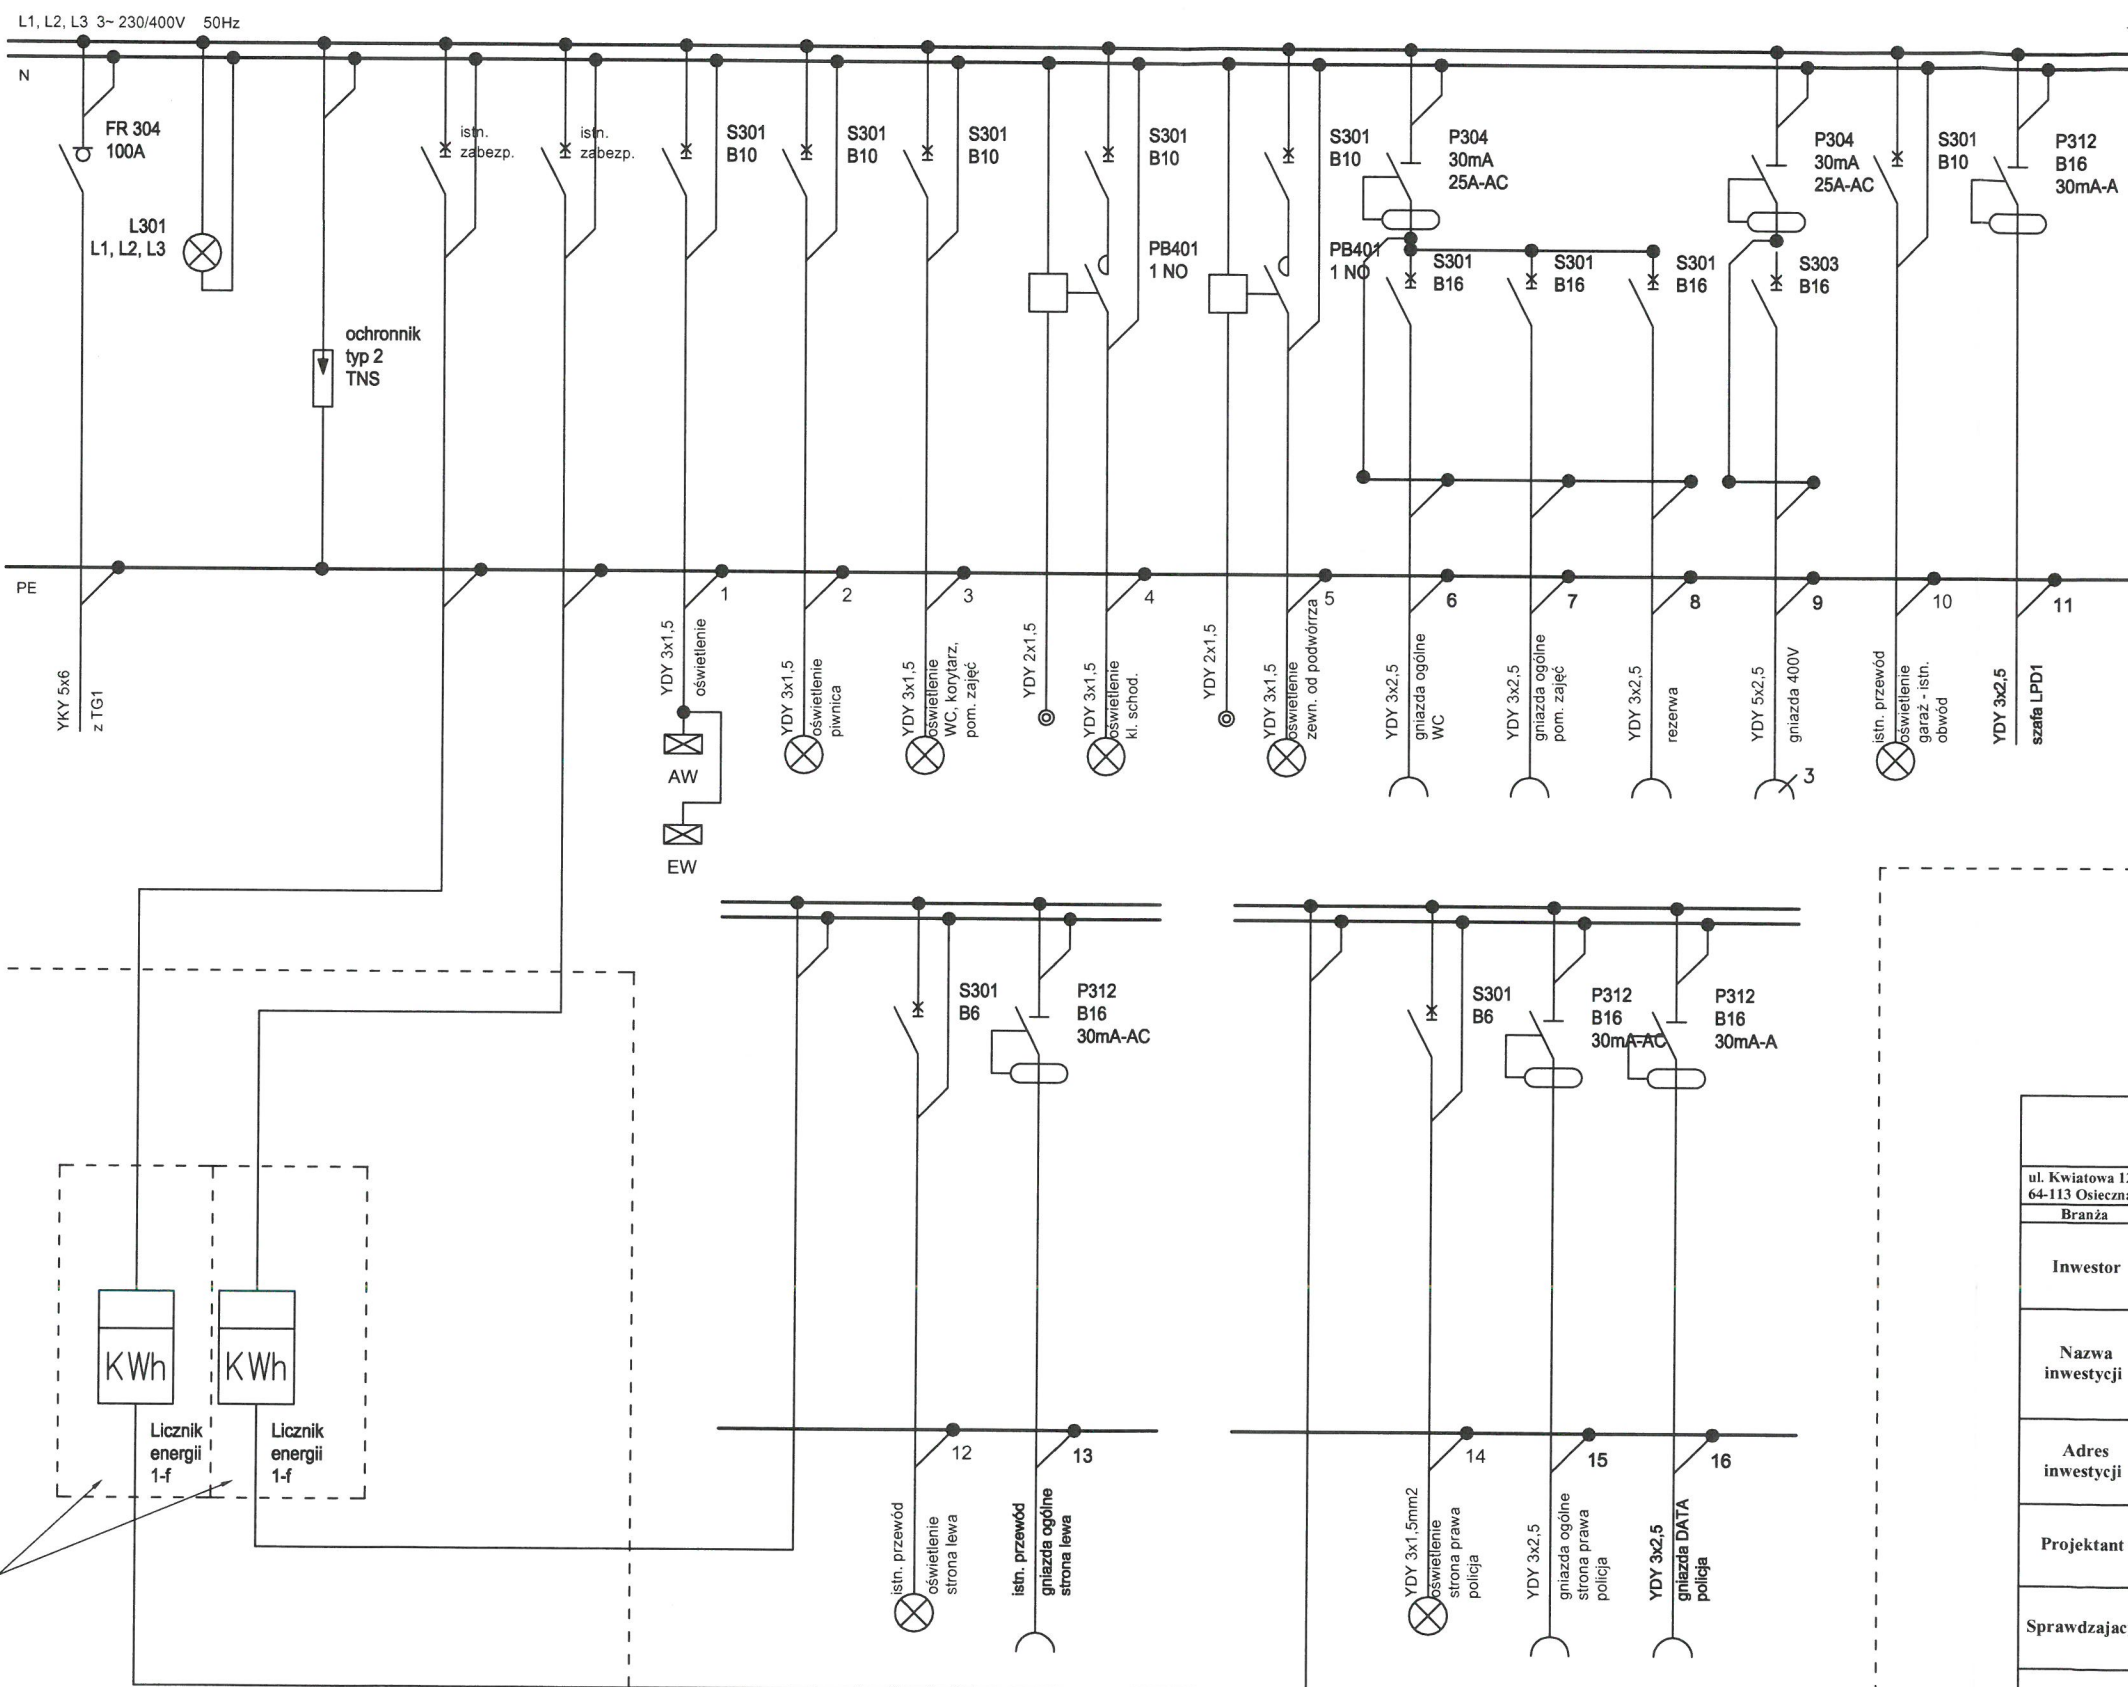 L1, L2, L3 3~ 230/400V 50Hz
N
FR 304
100A
L301
L1, L2, L3
ochronnik
typ 2
TNS
istn.
zabezp.
istn.
zabezp.
S301
B10
S301
B10
S301
B10
S301
B10
PB401
1 NO
S301
B10
PB401
1 NO
P304
30mA
25A-AC
S301
B16
S301
B16
S301
B16
P304
30mA
25A-AC
S303
B16
S301
B10
P312
B16
30mA-A
PE
1
2
3
4
5
6
7
8
9
10
11
YKY 5x6
z TG1
YDY 3x1,5
oświetlenie
AW
EW
YDY 3x1,5
oświetlenie
piwnica
YDY 3x1,5
oświetlenie
WC, korytarz,
pom. zajęć
YDY 2x1,5
YDY 3x1,5
oświetlenie
kl. schod.
YDY 2x1,5
YDY 3x1,5
oświetlenie
zewn. od podwórrza
YDY 3x2,5
gniazda ogólne
WC
YDY 3x2,5
gniazda ogólne
pom. zajęć
YDY 3x2,5
rezerwa
YDY 5x2,5
gniazda 400V
3
istn. przewód
oświetlenie
garaż - istn.
obwód
YDY 3x2,5
szafa LPD1
S301
B6
P312
B16
30mA-AC
S301
B6
P312
B16
30mA-AC
P312
B16
30mA-A
KWh
KWh
Licznik
energii
1-f
Licznik
energii
1-f
12
13
14
15
16
istn. przewód
oświetlenie
strona lewa
istn. przewód
gniazda ogólne
strona lewa
YDY 3x1,5mm2
oświetlenie
strona prawa
policja
YDY 3x2,5
gniazda ogólne
strona prawa
policja
YDY 3x2,5
gniazda DATA
policja
ul. Kwiatowa
64-113 Osieczna
Branża
Inwestor
Nazwa
inwestycji
Adres
inwestycji
Projektant
Sprawdzajac